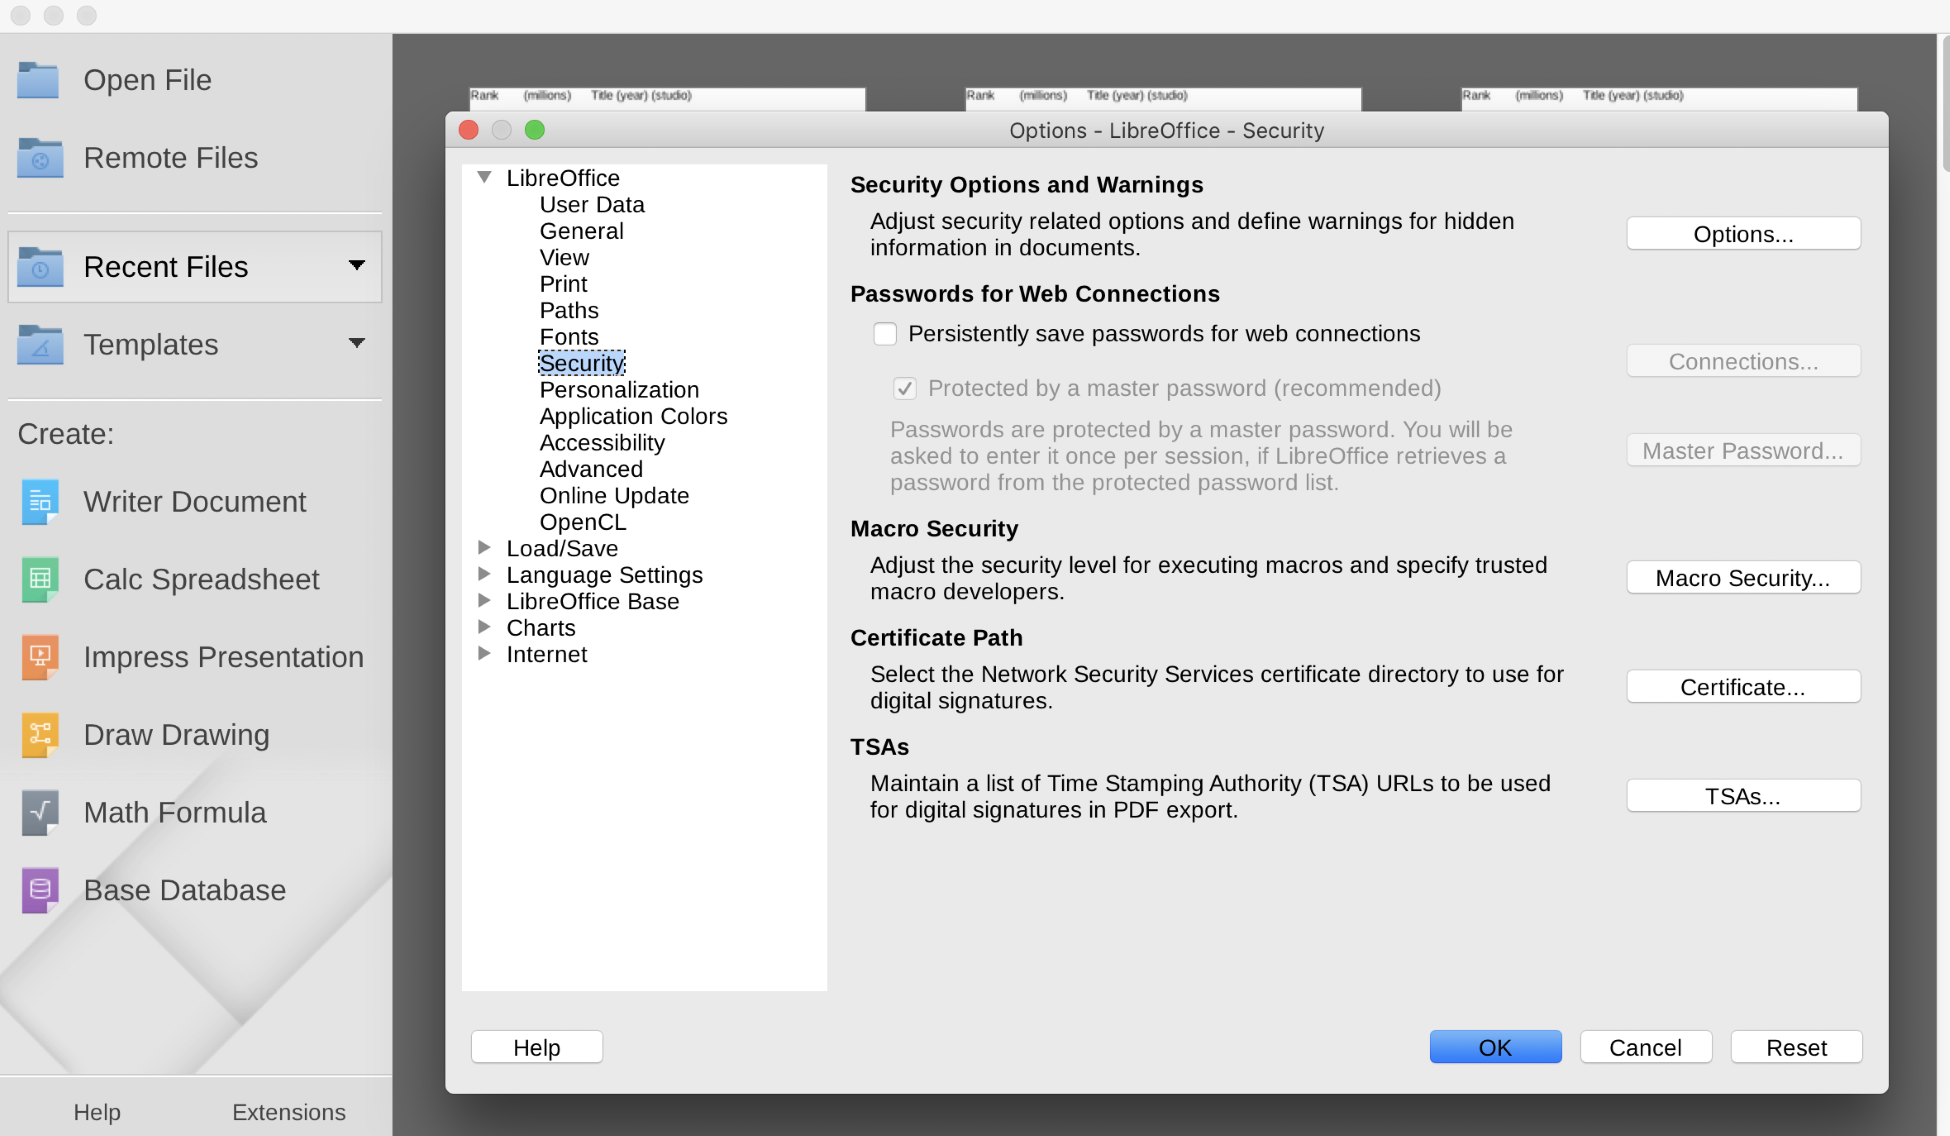 Open File
Remote Files
Recent Files
Templates
Create:
Writer Document
Calc Spreadsheet
Impress Presentation
Draw Drawing
Math Formula
Base Database
Help
Extensions
Rank (millions) Title (year) (studio)
Rank (millions) Title (year) (studio)
Rank (millions) Title (year) (studio)
Options - LibreOffice - Security
LibreOffice
User Data
General
View
Print
Paths
Fonts
Security
Personalization
Application Colors
Accessibility
Advanced
Online Update
OpenCL
Load/Save
Language Settings
LibreOffice Base
Charts
Internet
Security Options and Warnings
Adjust security related options and define warnings for hidden
information in documents.
Options...
Passwords for Web Connections
Persistently save passwords for web connections
Connections...
Protected by a master password (recommended)
Passwords are protected by a master password. You will be
asked to enter it once per session, if LibreOffice retrieves a
password from the protected password list.
Master Password...
Macro Security
Adjust the security level for executing macros and specify trusted
macro developers.
Macro Security...
Certificate Path
Select the Network Security Services certificate directory to use for
digital signatures.
Certificate...
TSAs
Maintain a list of Time Stamping Authority (TSA) URLs to be used
for digital signatures in PDF export.
TSAs...
Help
OK
Cancel
Reset